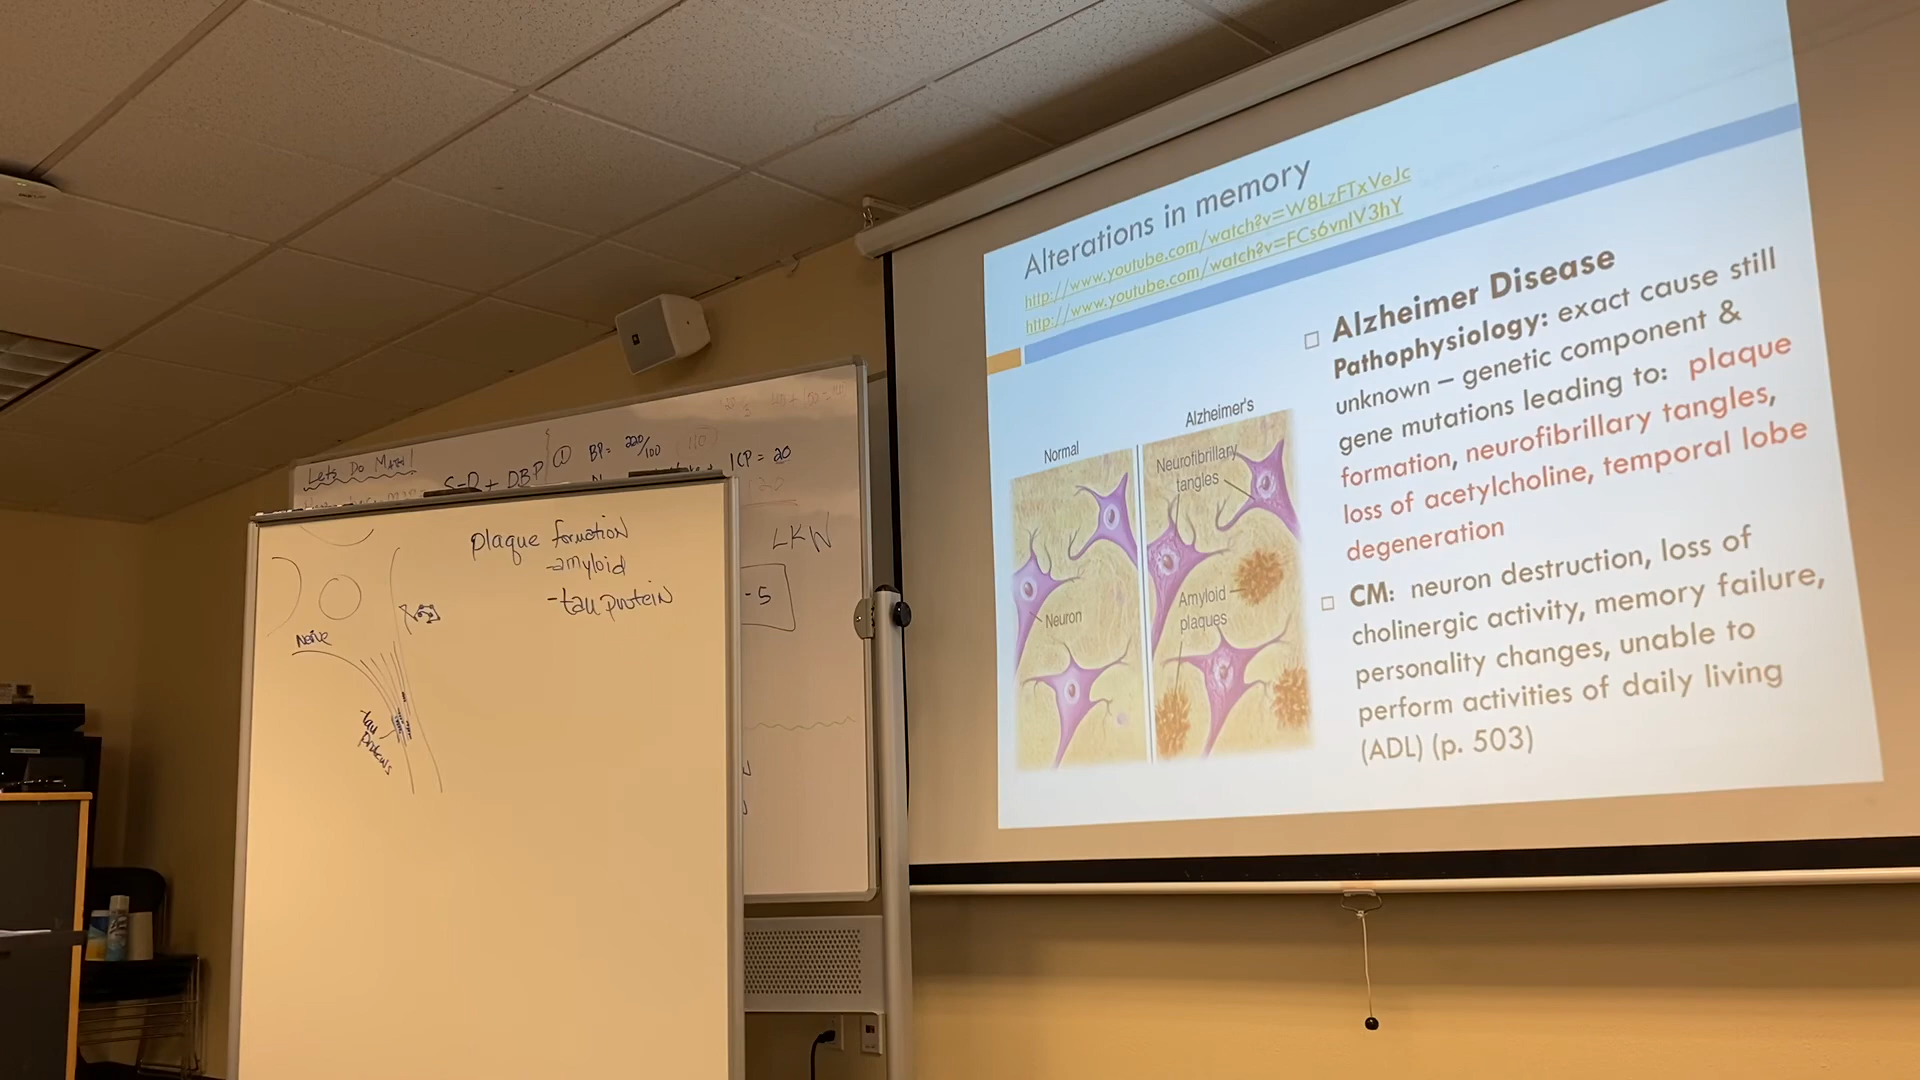 Lets Do Math!
DBP
BP= 220/100
ICP = 20
LKW
- 5
plaque formation
-amyloid
-tau protein
Nerve
tau
proteins
Alterations in memory
http://www.youtube.com/watch?v=W8LzFTxVeJc
http://www.youtube.com/watch?v=FCs6vnIV3hY
Normal
Alzheimer's
Neurofibrillary
tangles
Neuron
Amyloid
plaques
Alzheimer Disease
Pathophysiology: exact cause still
unknown – genetic component &
gene mutations leading to: plaque
formation, neurofibrillary tangles,
loss of acetylcholine, temporal lobe
degeneration
CM: neuron destruction, loss of
cholinergic activity, memory failure,
personality changes, unable to
perform activities of daily living
(ADL) (p. 503)